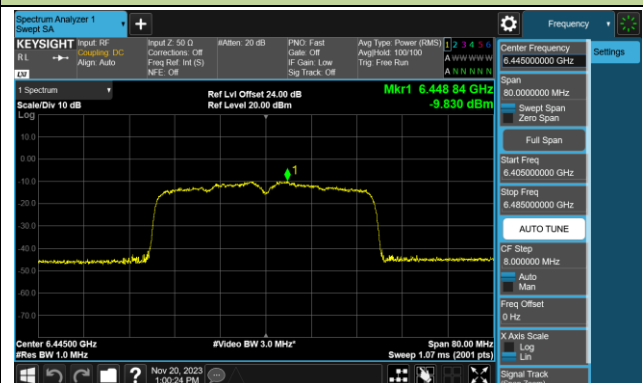 Spectrum Analyzer 1
Swept SA
Frequency
KEYSIGHT
RL
LXI
Input: RF
Coupling: DC
Align: Auto
Input Z: 50 Ω
Corrections: Off
Freq Ref: Int (S)
NFE: Off
#Atten: 20 dB
PNO: Fast
Gate: Off
IF Gain: Low
Sig Track: Off
Avg Type: Power (RMS)
Avg|Hold: 100/100
Trig: Free Run
1 2 3 4 5 6
A W W W W W
A N N N N N
1 Spectrum
Scale/Div 10 dB
Log
Ref Lvl Offset 24.00 dB
Ref Level 20.00 dBm
Mkr1 6.448 84 GHz
-9.830 dBm
10.0
0.00
-10.0
-20.0
-30.0
-40.0
-50.0
-60.0
-70.0
1
Center 6.44500 GHz
#Res BW 1.0 MHz
#Video BW 3.0 MHz*
Span 80.00 MHz
Sweep 1.07 ms (2001 pts)
Nov 20, 2023
1:00:24 PM
Center Frequency
6.445000000 GHz
Settings
Span
80.0000000 MHz
Swept Span
Zero Span
Full Span
Start Freq
6.405000000 GHz
Stop Freq
6.485000000 GHz
AUTO TUNE
CF Step
8.000000 MHz
Auto
Man
Freq Offset
0 Hz
X Axis Scale
Log
Lin
Signal Track
(Span Zoom)